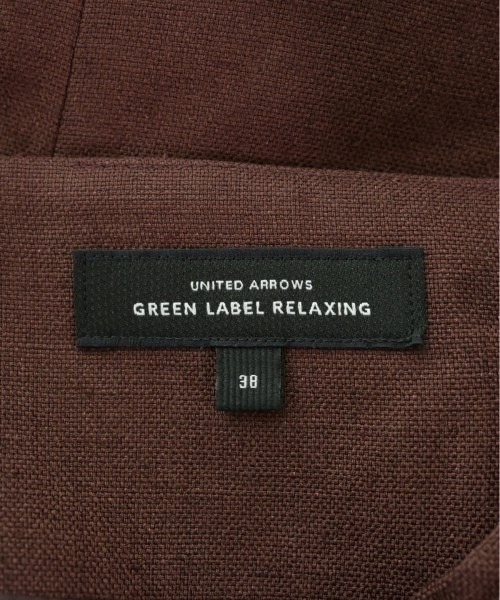 UNITED ARROWS
GREEN LABEL RELAXING
38